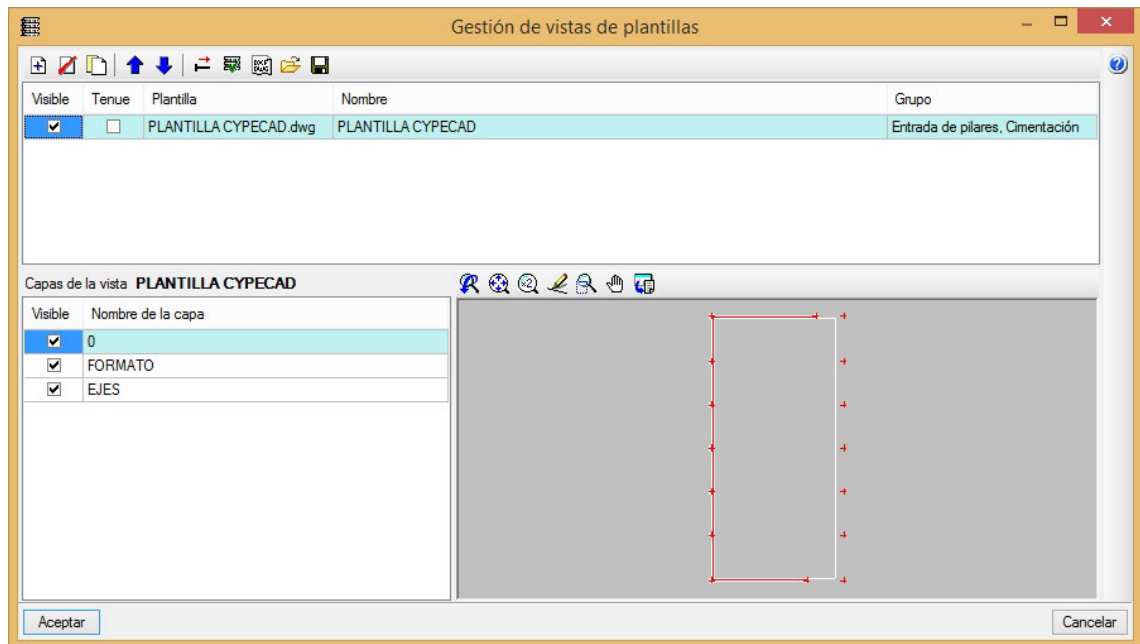 Gestión de vistas de plantillas
Visible Tenue Plantilla Nombre Grupo
PLANTILLA CYPECAD.dwg PLANTILLA CYPECAD Entrada de pilares, Cimentación
Capas de la vista PLANTILLA CYPECAD
Visible Nombre de la capa
0
FORMATO
EJES
Aceptar Cancelar